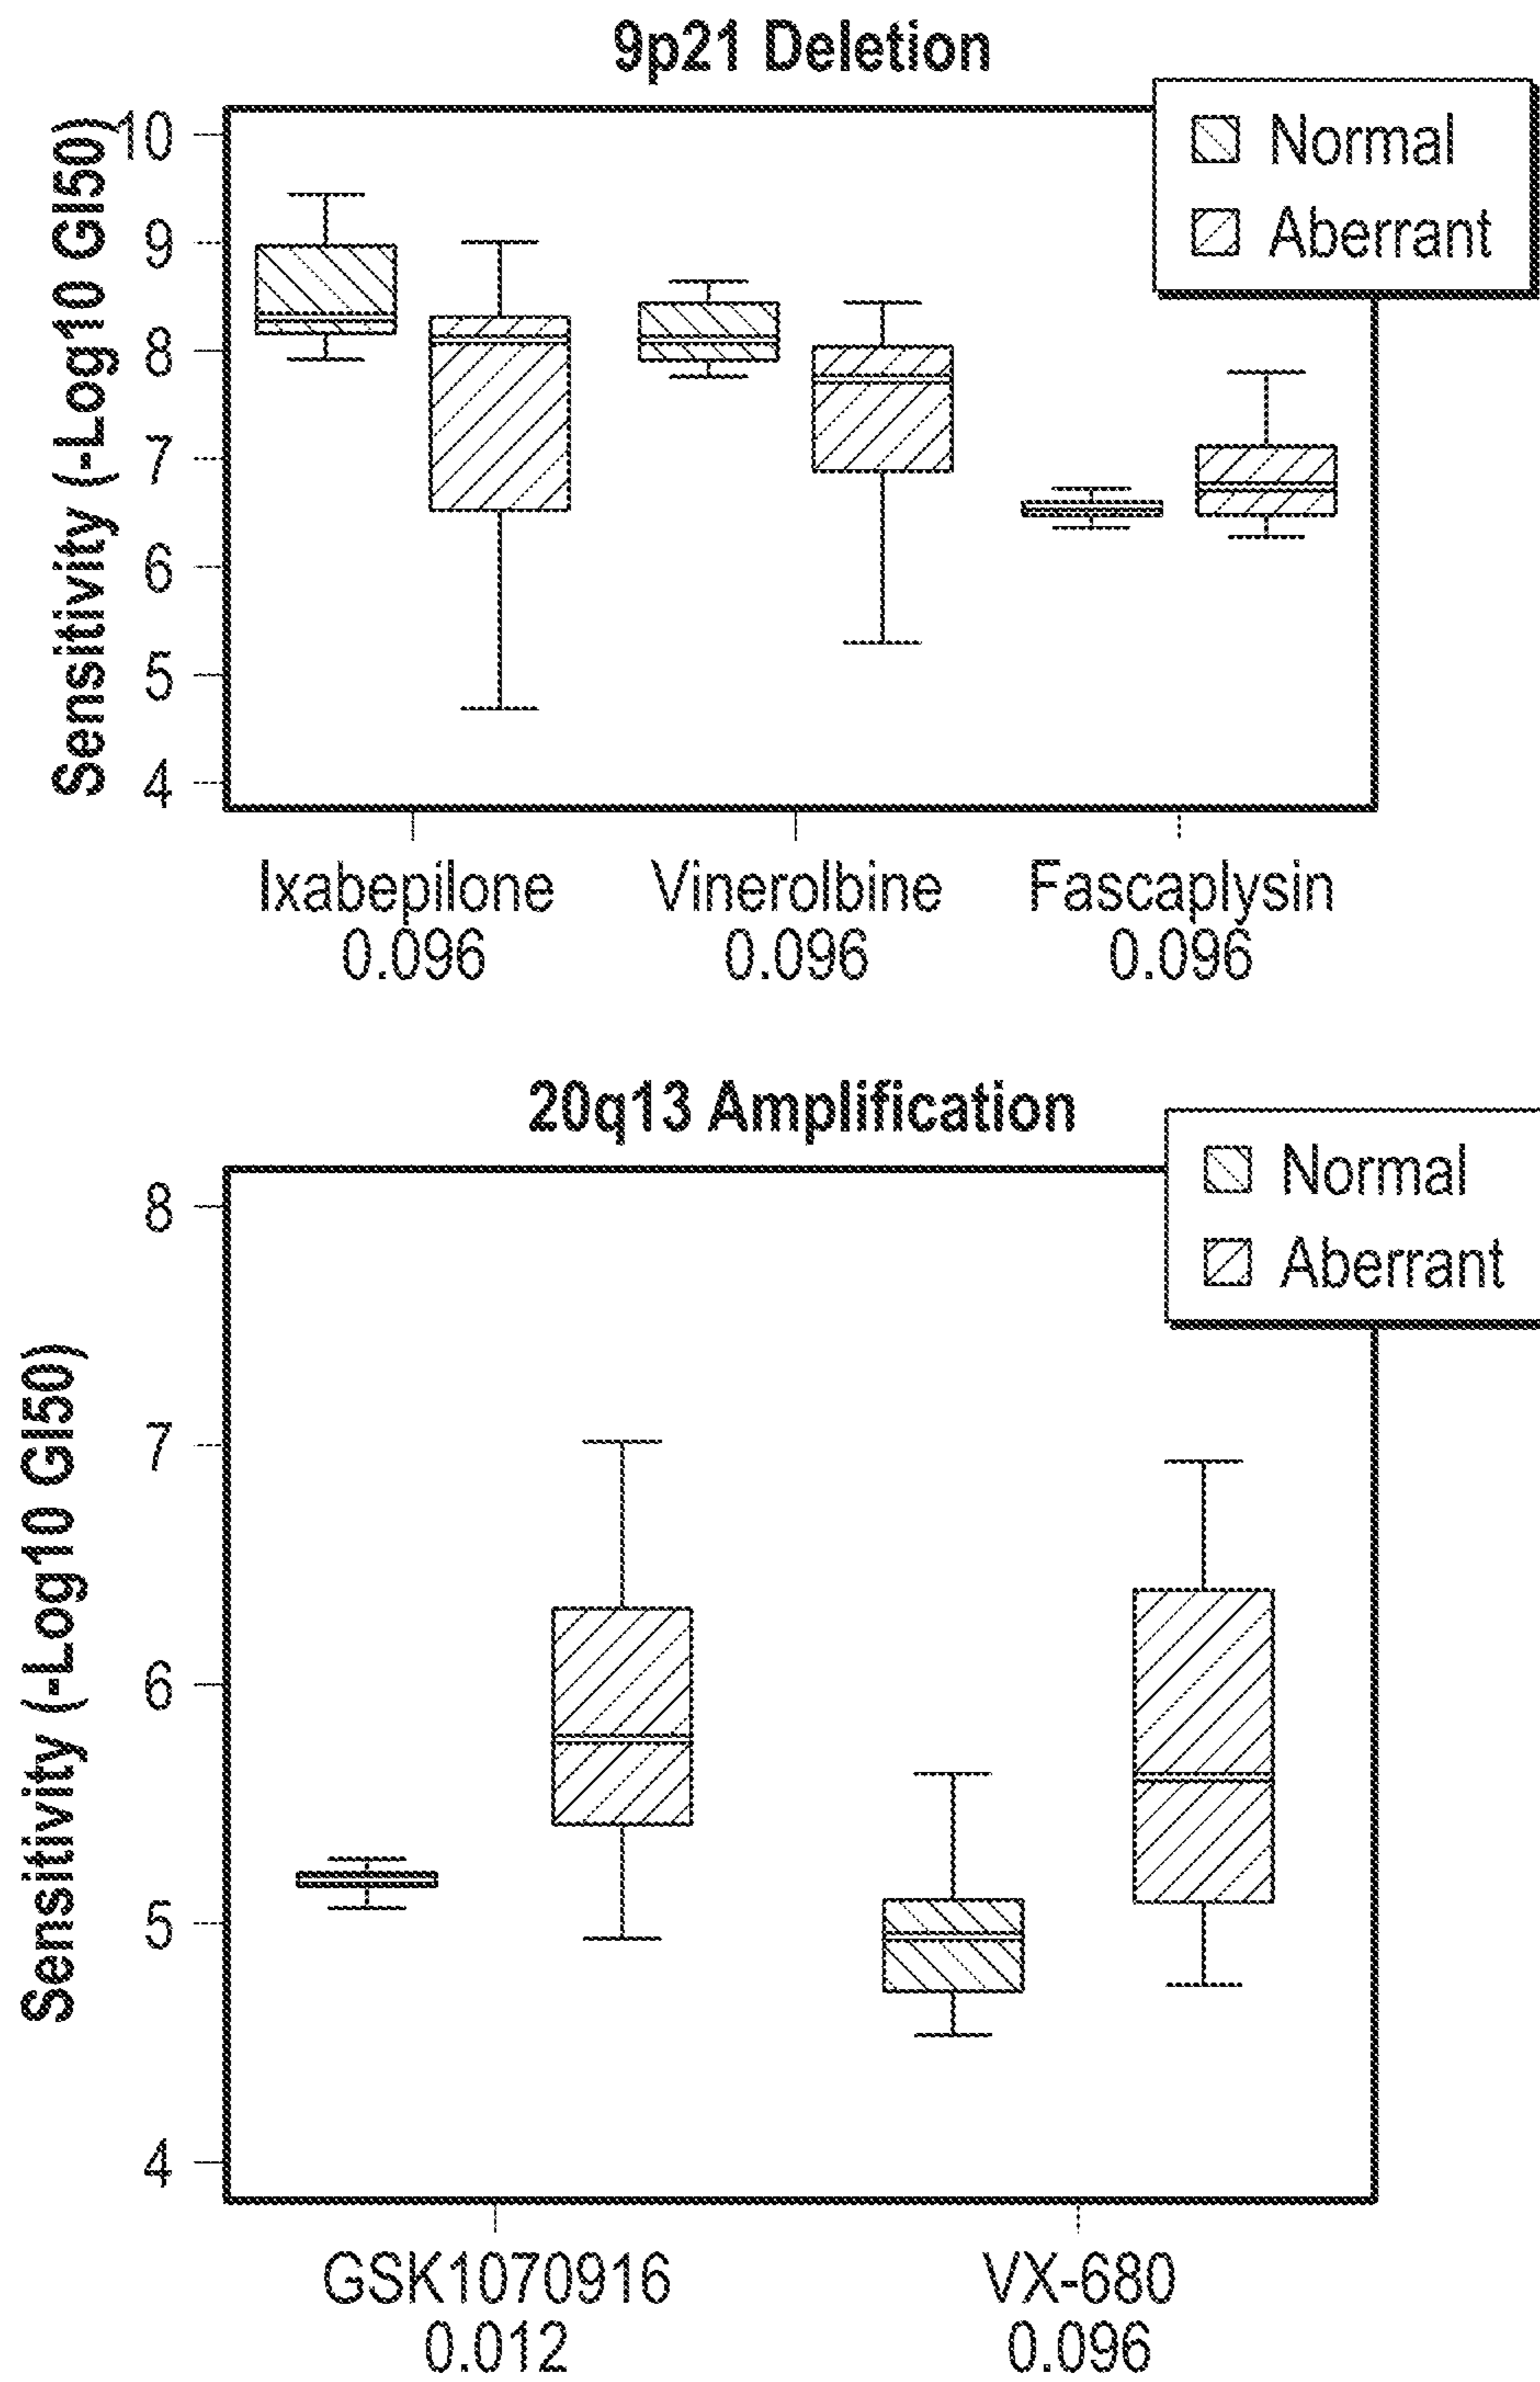 9p21 Deletion
Normal
Aberrant
Sensitivity (-Log10 GI50)
10
9
8
7
6
5
4
Ixabepilone
0.096
Vinerolbine
0.096
Fascaplysin
0.096
20q13 Amplification
Normal
Aberrant
Sensitivity (-Log10 GI50)
8
7
6
5
4
GSK1070916
0.012
VX-680
0.096